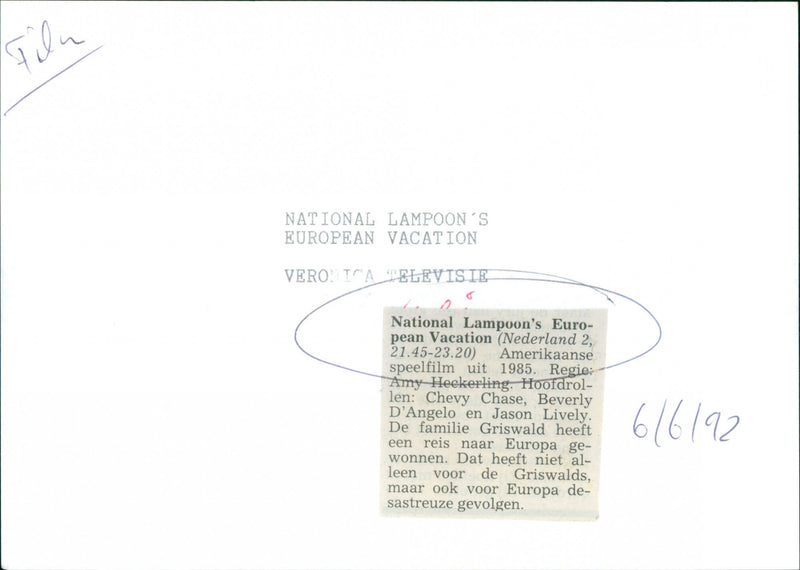 Film
NATIONAL LAMPOON'S
EUROPEAN VACATION
VERONICA TELEVISIE
National Lampoon's Euro-
pean Vacation (Nederland 2,
21.45-23.20) Amerikaanse
speelfilm uit 1985. Regie:
Amy Heckerling. Hoofdrol-
len: Chevy Chase, Beverly
D'Angelo en Jason Lively.
De familie Griswald heeft
een reis naar Europa ge-
wonnen. Dat heeft niet al-
leen voor de Griswalds,
maar ook voor Europa de-
sastreuze gevolgen.
6/6/92